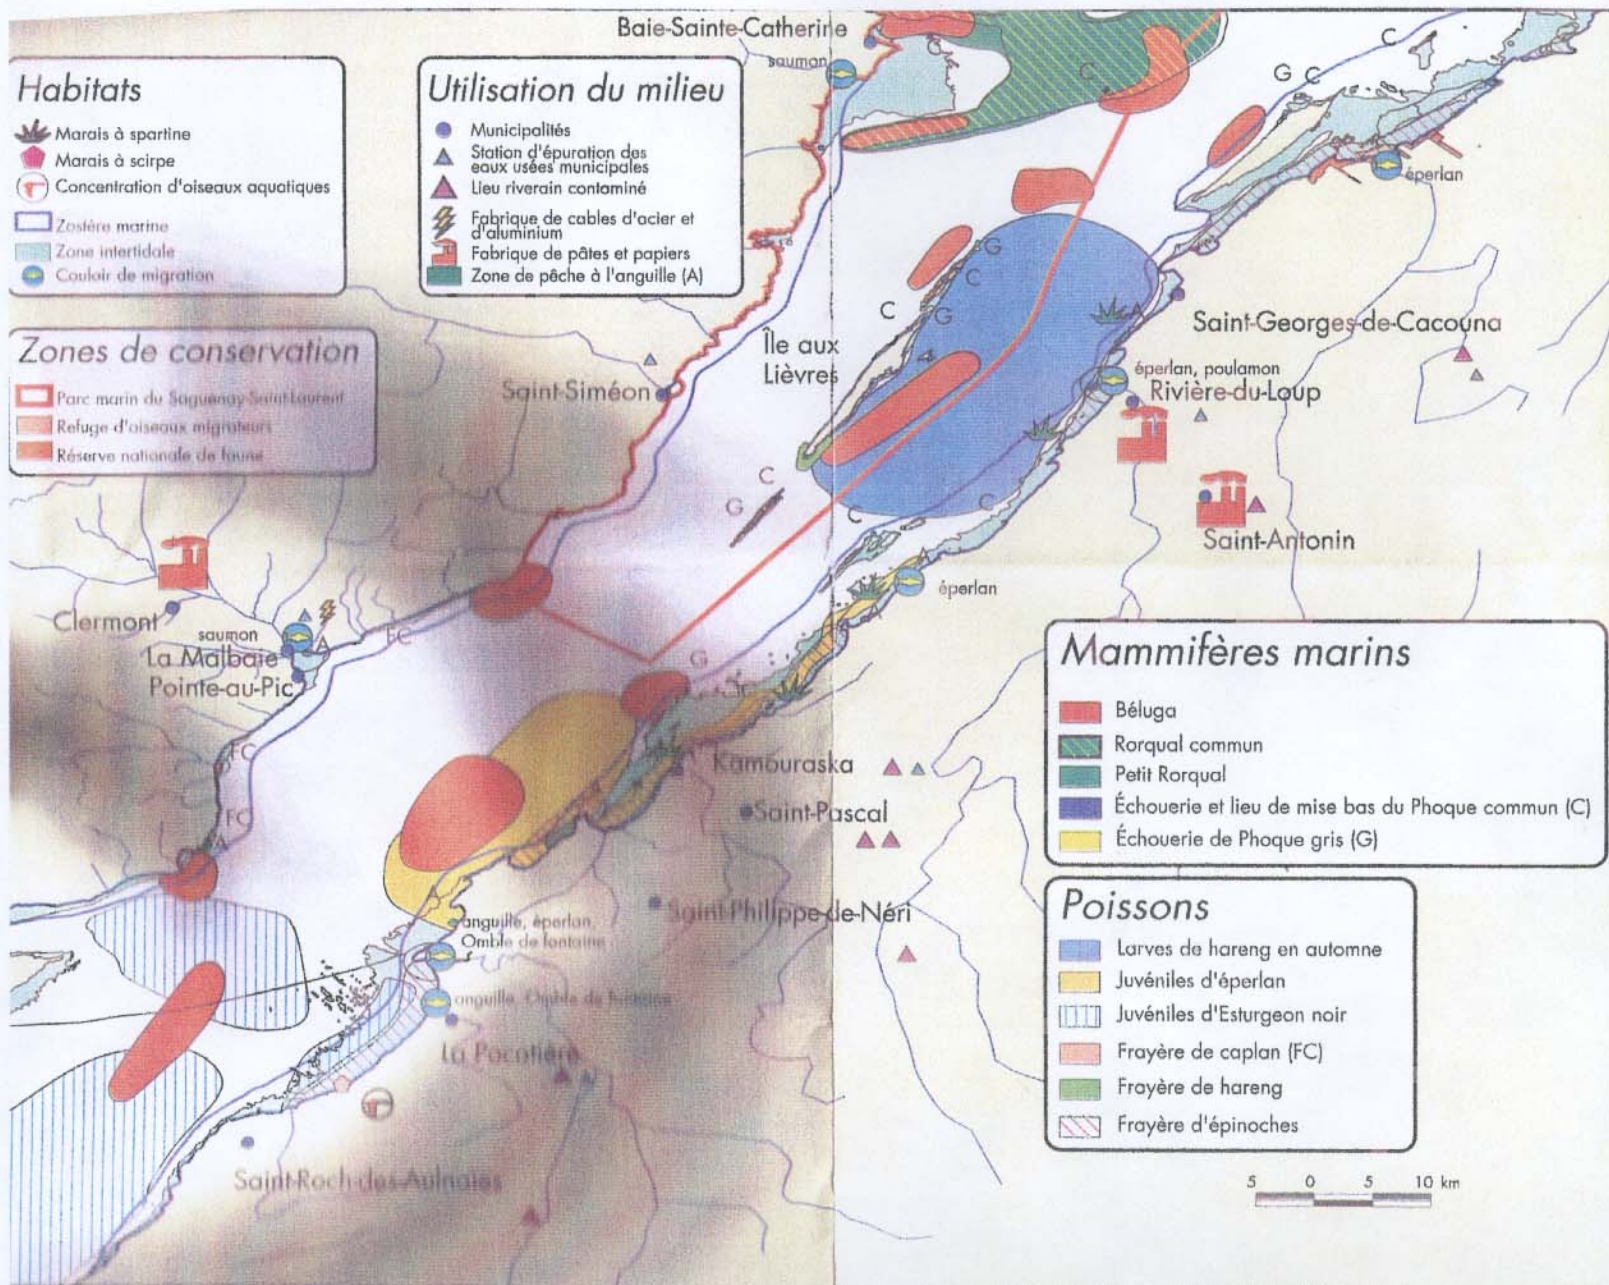 Baie-Sainte-Catherine
saumon
C
C
C
G C
Habitats
Marais à spartine
Marais à scirpe
Concentration d'oiseaux aquatiques
Zostère marine
Zone intertidale
Couloir de migration
Utilisation du milieu
Municipalités
Station d'épuration des
eaux usées municipales
Lieu riverain contaminé
Fabrique de cables d'acier et
d'aluminium
Fabrique de pâtes et papiers
Zone de pêche à l'anguille (A)
éperlan
G
C
C
G
A
Zones de conservation
Parc marin du Saguenay-Saint-Laurent
Refuge d'oiseaux migrateurs
Réserve nationale de faune
Île aux
Lièvres
Saint-Siméon
Saint-Georges-de-Cacouna
éperlan, poulamon
Rivière-du-Loup
C
G
C
C
Saint-Antonin
A
éperlan
A
Clermont
saumon
A
FC
La Malbaie
Pointe-au-Pic
G
FC
FC
A
Kamouraska
Saint-Pascal
Saint-Philippe-de-Néri
A
anguille, éperlan,
Omble de fontaine
anguille, Omble de fontaine
La Pocatière
Saint-Roch-des-Aulnaies
Mammifères marins
Béluga
Rorqual commun
Petit Rorqual
Échouerie et lieu de mise bas du Phoque commun (C)
Échouerie de Phoque gris (G)
Poissons
Larves de hareng en automne
Juvéniles d'éperlan
Juvéniles d'Esturgeon noir
Frayère de caplan (FC)
Frayère de hareng
Frayère d'épinoches
5 0 5 10 km